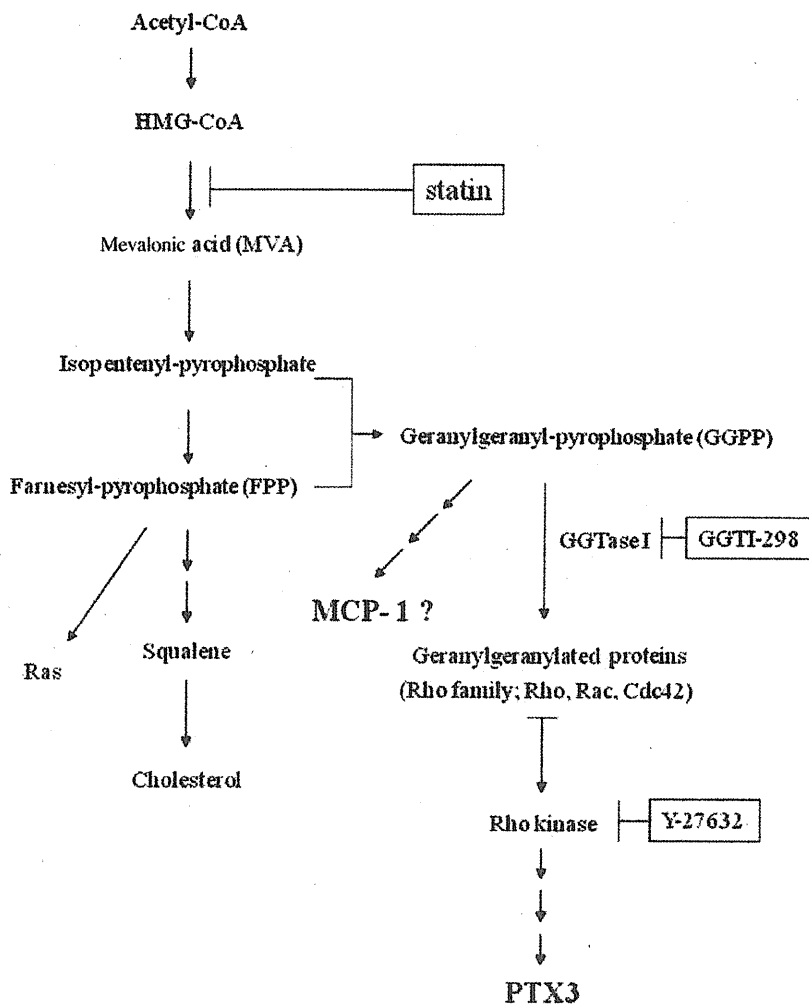 Acetyl-CoA
HMG-CoA
statin
Mevalonic acid (MVA)
Isopentenyl-pyrophosphate
Geranylgeranyl-pyrophosphate (GGPP)
Farnesyl-pyrophosphate (FPP)
GGTaseI
GGTI-298
MCP-1 ?
Ras
Squalene
Geranylgeranylated proteins
(Rho family; Rho, Rac, Cdc42)
Cholesterol
Rho kinase
Y-27632
PTX3